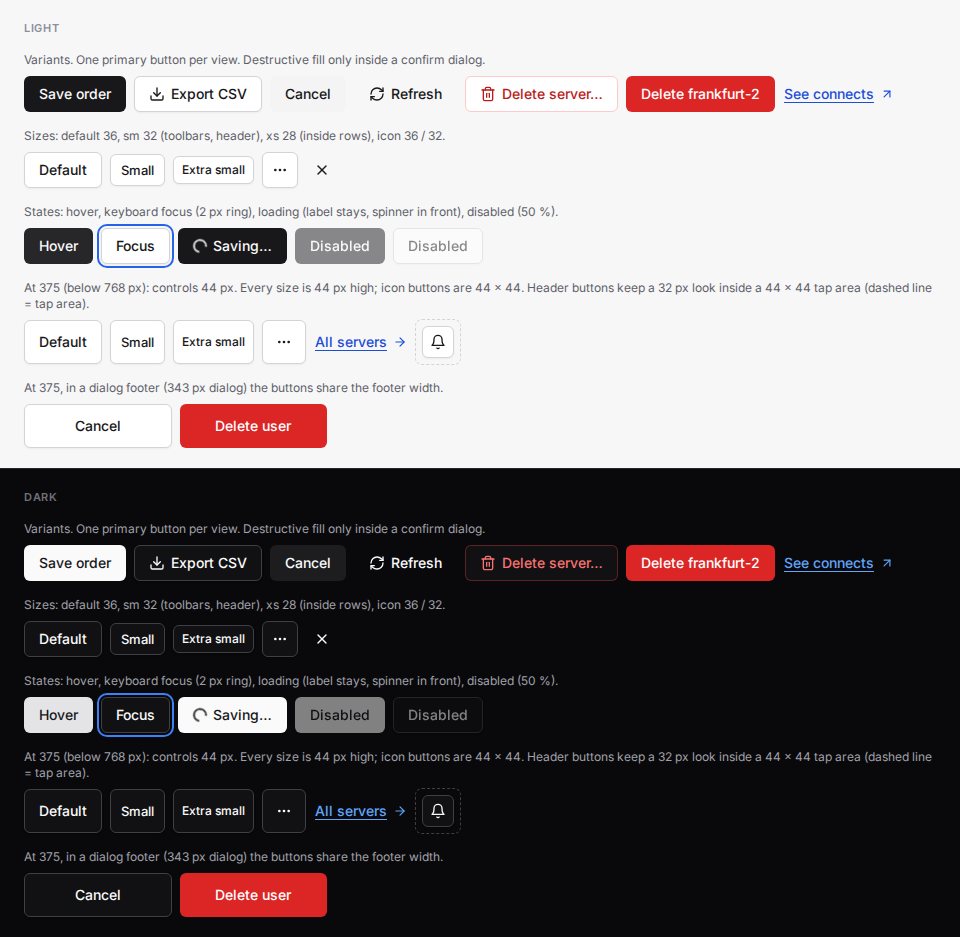 LIGHT
Variants. One primary button per view. Destructive fill only inside a confirm dialog.
Save order Export CSV Cancel Refresh Delete server... Delete frankfurt-2 See connects
Sizes: default 36, sm 32 (toolbars, header), xs 28 (inside rows), icon 36 / 32.
Default Small Extra small
States: hover, keyboard focus (2 px ring), loading (label stays, spinner in front), disabled (50 %).
Hover Focus Saving... Disabled Disabled
At 375 (below 768 px): controls 44 px. Every size is 44 px high; icon buttons are 44 × 44. Header buttons keep a 32 px look inside a 44 × 44 tap area (dashed line
= tap area).
Default Small Extra small All servers
At 375, in a dialog footer (343 px dialog) the buttons share the footer width.
Cancel Delete user
DARK
Variants. One primary button per view. Destructive fill only inside a confirm dialog.
Save order Export CSV Cancel Refresh Delete server... Delete frankfurt-2 See connects
Sizes: default 36, sm 32 (toolbars, header), xs 28 (inside rows), icon 36 / 32.
Default Small Extra small
States: hover, keyboard focus (2 px ring), loading (label stays, spinner in front), disabled (50 %).
Hover Focus Saving... Disabled Disabled
At 375 (below 768 px): controls 44 px. Every size is 44 px high; icon buttons are 44 × 44. Header buttons keep a 32 px look inside a 44 × 44 tap area (dashed line
= tap area).
Default Small Extra small All servers
At 375, in a dialog footer (343 px dialog) the buttons share the footer width.
Cancel Delete user